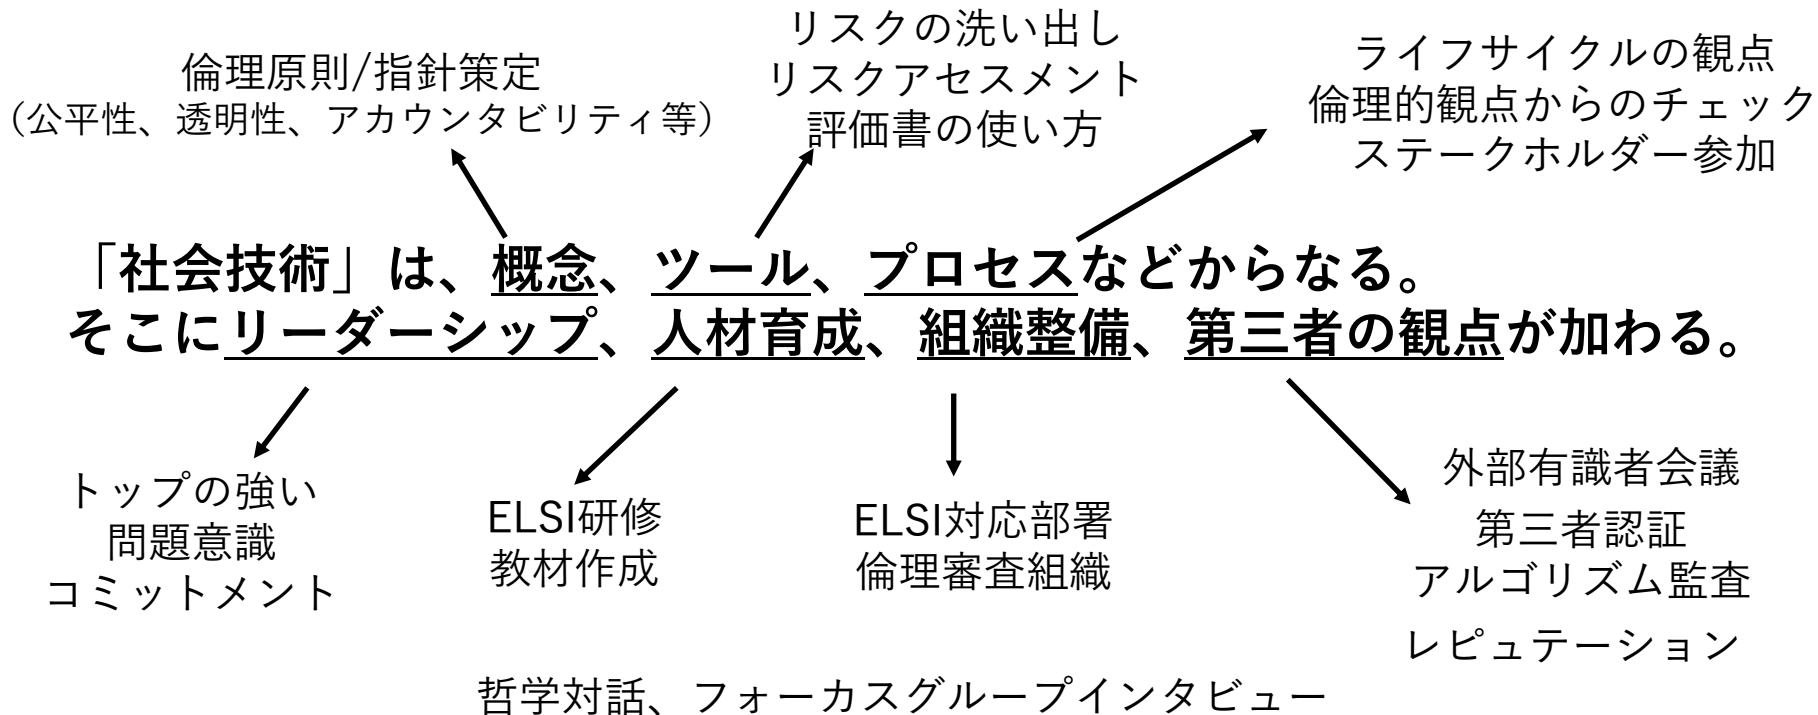 倫理原則/指針策定
（公平性、透明性、アカウンタビリティ等）
リスクの洗い出し
リスクアセスメント
評価書の使い方
ライフサイクルの観点
倫理的観点からのチェック
ステークホルダー参加
「社会技術」は、概念、ツール、プロセスなどからなる。
そこにリーダーシップ、人材育成、組織整備、第三者の観点が加わる。
トップの強い
問題意識
コミットメント
ELSI研修
教材作成
ELSI対応部署
倫理審査組織
外部有識者会議
第三者認証
アルゴリズム監査
レピュテーション
哲学対話、フォーカスグループインタビュー